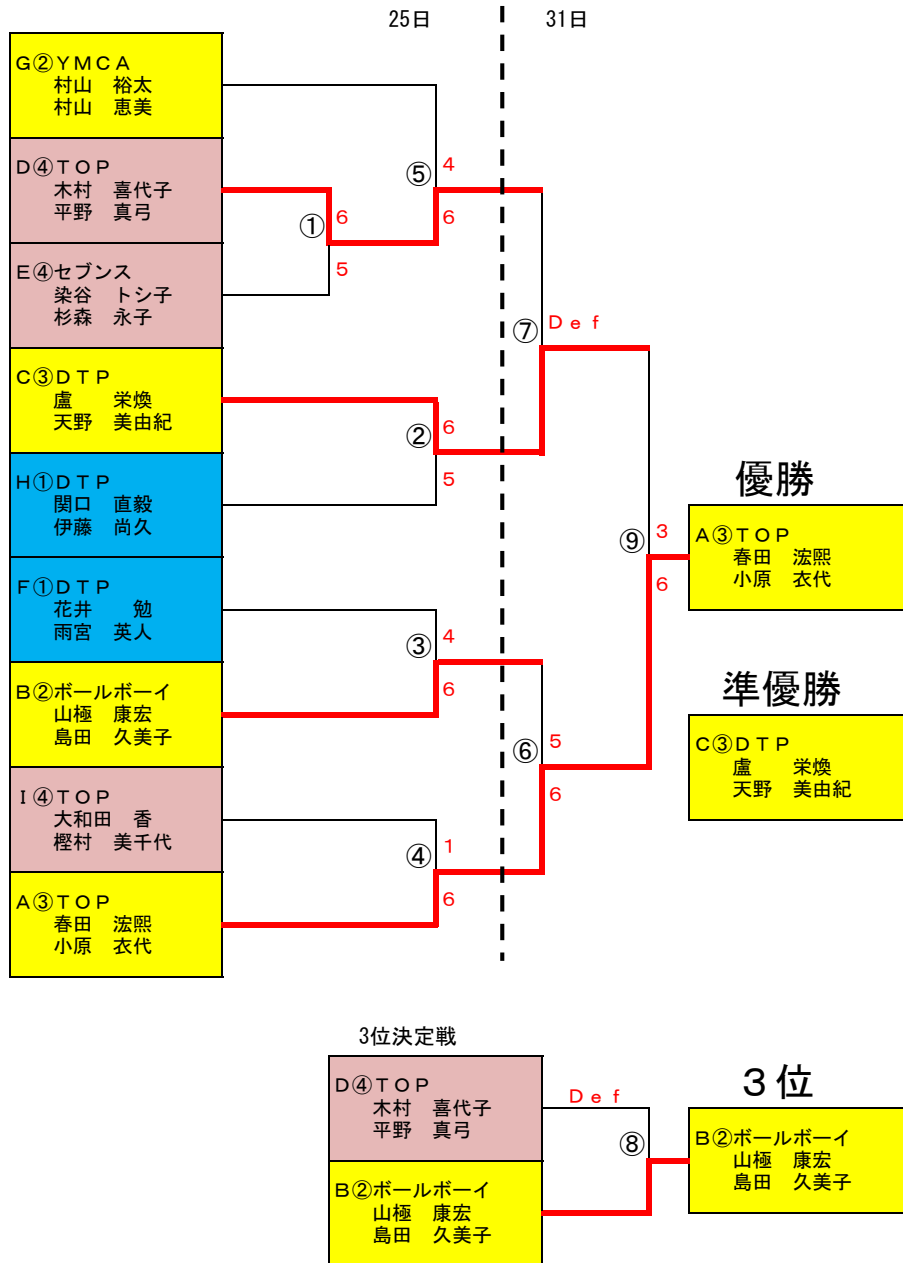 25日
31日
G②YMCA
村山 裕太
村山 恵美
D④TOP
木村 喜代子
平野 真弓
E④セブンス
染谷 トシ子
杉森 永子
C③DTP
盧 栄煥
天野 美由紀
H①DTP
関口 直毅
伊藤 尚久
F①DTP
花井 勉
雨宮 英人
B②ボールボーイ
山極 康宏
島田 久美子
I④TOP
大和田 香
樫村 美千代
A③TOP
春田 浤熙
小原 衣代
⑤
4
6
①
6
5
⑦
Def
②
6
5
③
4
6
⑥
5
6
④
1
6
⑨
3
6
優勝
A③TOP
春田 浤熙
小原 衣代
準優勝
C③DTP
盧 栄煥
天野 美由紀
3位決定戦
D④TOP
木村 喜代子
平野 真弓
B②ボールボーイ
山極 康宏
島田 久美子
Def
⑧
3位
B②ボールボーイ
山極 康宏
島田 久美子